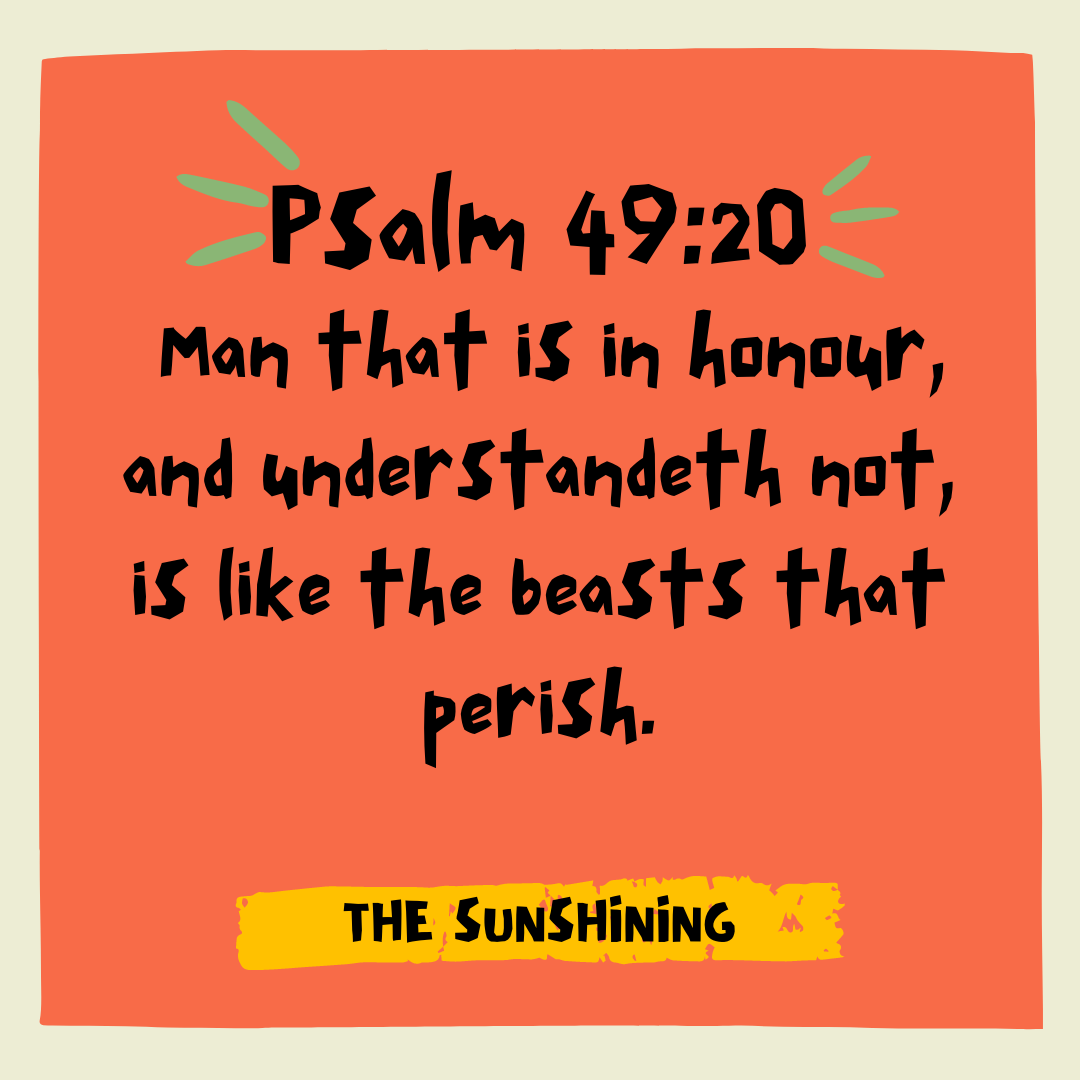 Psalm 49:20
Man that is in honour,
and understandeth not,
is like the beasts that
perish.
THE SUNSHINING